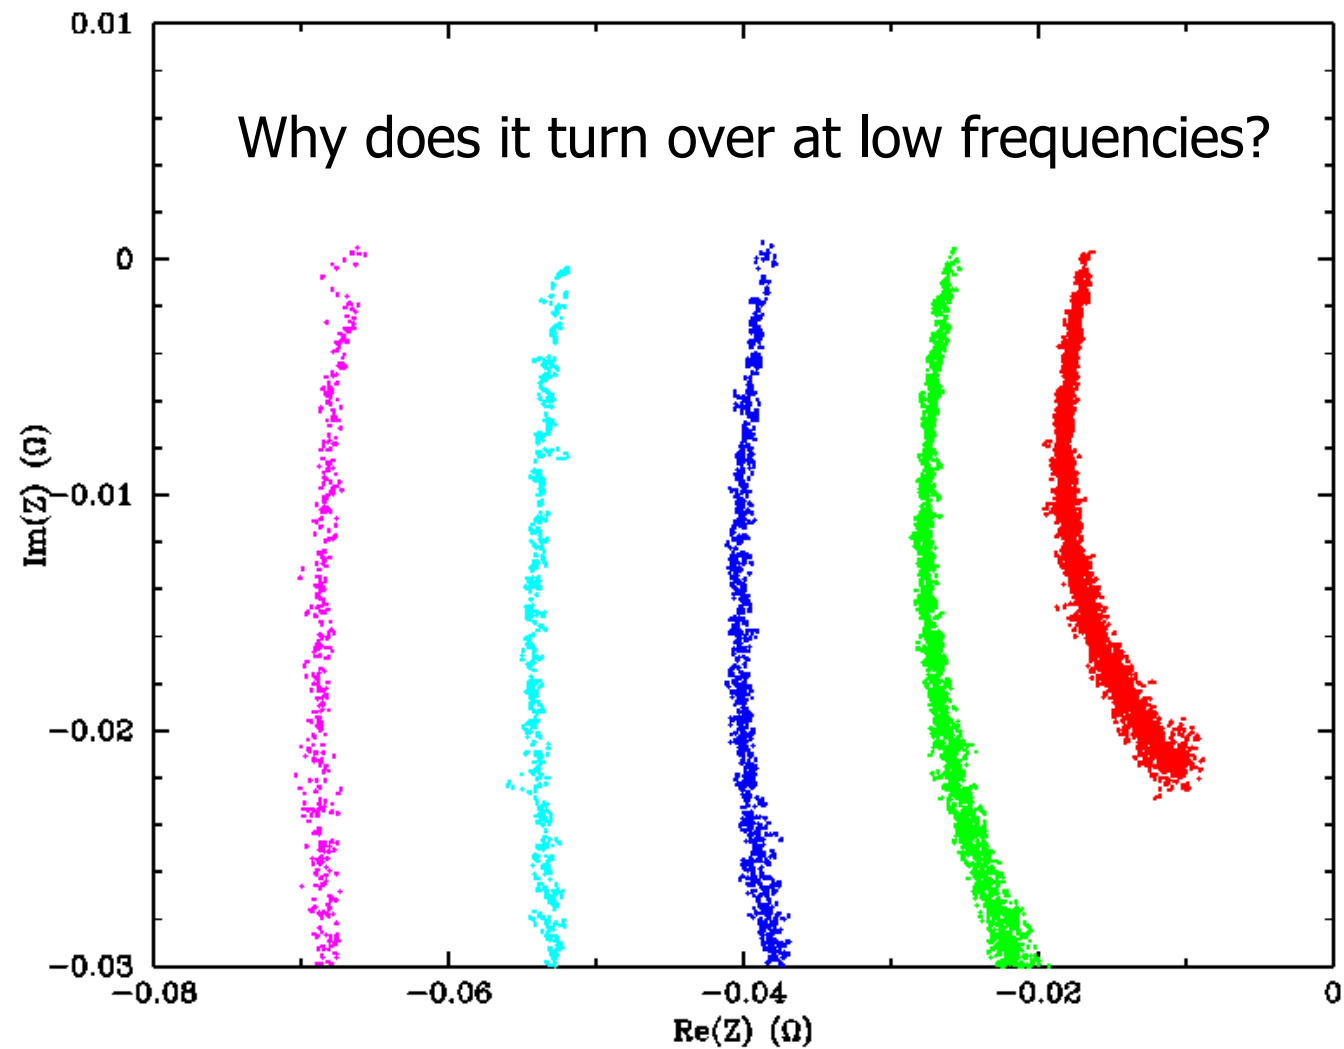 0.01
Why does it turn over at low frequencies?
0
−0.01
−0.02
−0.03
Im(Z) (Ω)
−0.08 −0.06 −0.04 −0.02 0
Re(Z) (Ω)